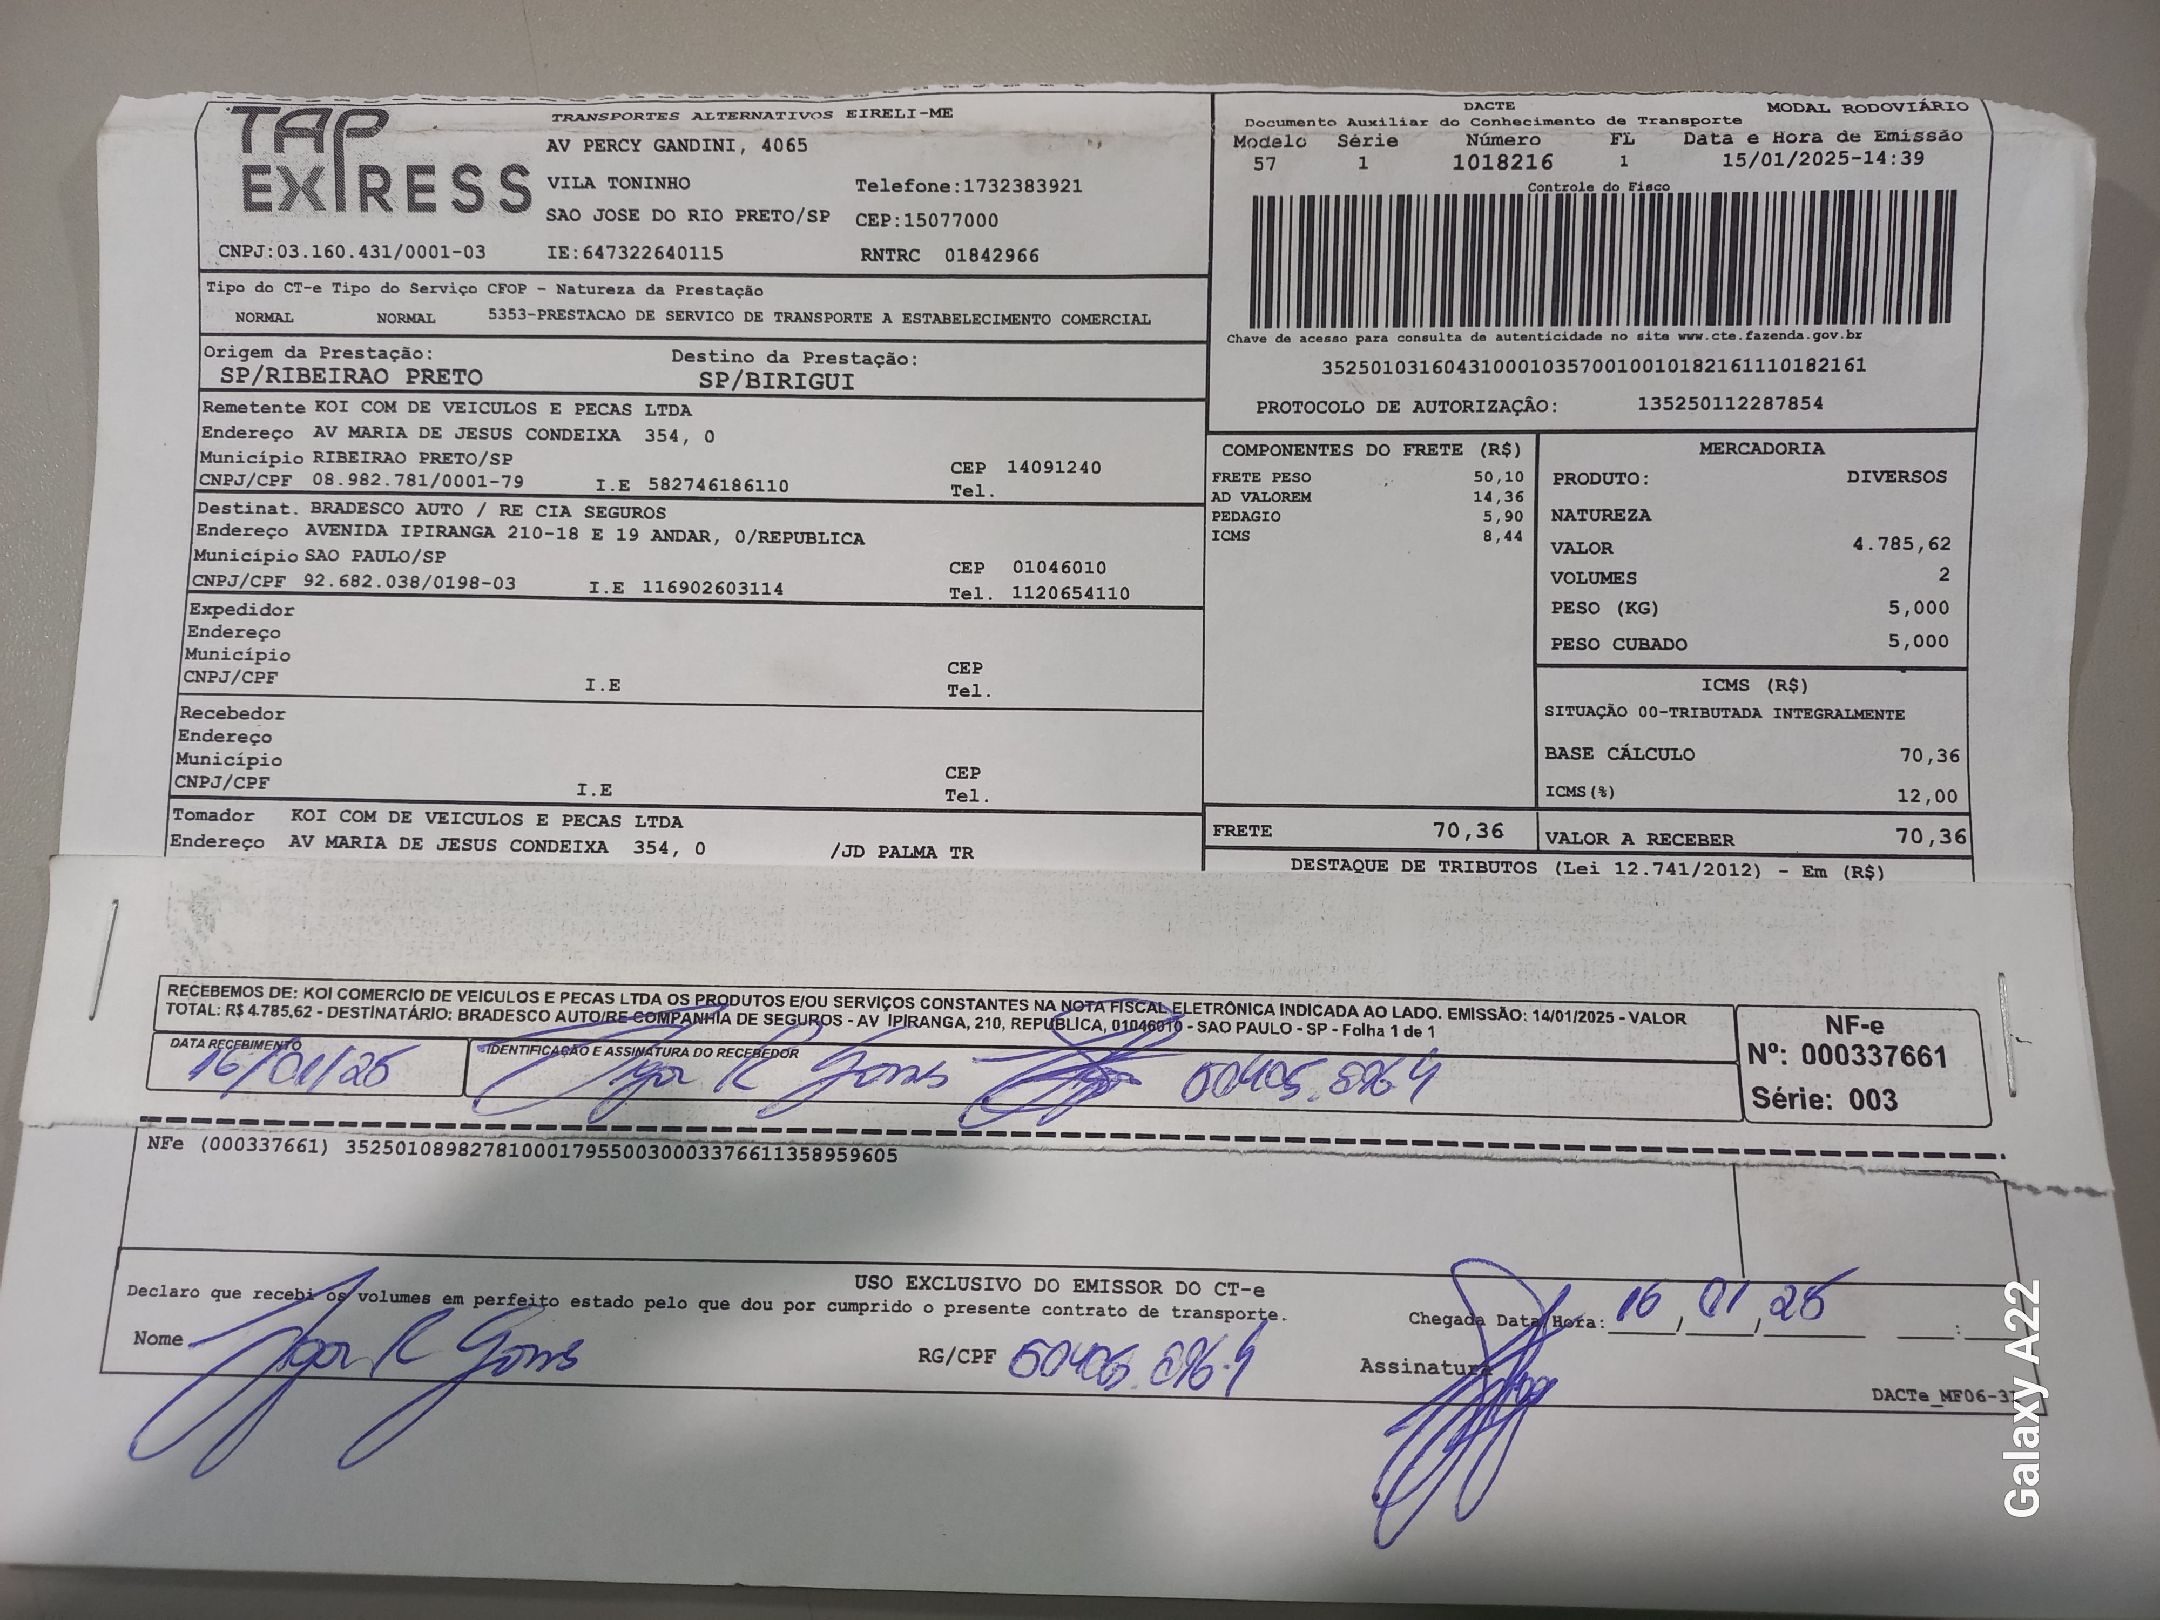 TAP EXPRESS
TRANSPORTES ALTERNATIVOS EIRELI-ME
AV PERCY GANDINI, 4065
VILA TONINHO Telefone:1732383921
SAO JOSE DO RIO PRETO/SP CEP:15077000
CNPJ:03.160.431/0001-03 IE:647322640115 RNTRC 01842966
DACTE MODAL RODOVIÁRIO
Documento Auxiliar do Conhecimento de Transporte
Modelo Série Número FL Data e Hora de Emissão
57 1 1018216 1 15/01/2025-14:39
Controle do Fisco
Chave de acesso para consulta de autenticidade no site www.cte.fazenda.gov.br
35250103160431000103570010010182161110182161
PROTOCOLO DE AUTORIZAÇÃO: 135250112287854
Tipo do CT-e Tipo do Serviço CFOP - Natureza da Prestação
NORMAL NORMAL 5353-PRESTACAO DE SERVICO DE TRANSPORTE A ESTABELECIMENTO COMERCIAL
Origem da Prestação: Destino da Prestação:
SP/RIBEIRAO PRETO SP/BIRIGUI
Remetente KOI COM DE VEICULOS E PECAS LTDA
Endereço AV MARIA DE JESUS CONDEIXA 354, 0
Município RIBEIRAO PRETO/SP CEP 14091240
CNPJ/CPF 08.982.781/0001-79 I.E 582746186110 Tel.
Destinat. BRADESCO AUTO / RE CIA SEGUROS
Endereço AVENIDA IPIRANGA 210-18 E 19 ANDAR, 0/REPUBLICA
Município SAO PAULO/SP CEP 01046010
CNPJ/CPF 92.682.038/0198-03 I.E 116902603114 Tel. 1120654110
Expedidor
Endereço
Município CEP
CNPJ/CPF I.E Tel.
Recebedor
Endereço
Município CEP
CNPJ/CPF I.E Tel.
Tomador KOI COM DE VEICULOS E PECAS LTDA
Endereço AV MARIA DE JESUS CONDEIXA 354, 0 /JD PALMA TR
COMPONENTES DO FRETE (R$)
FRETE PESO 50,10
AD VALOREM 14,36
PEDAGIO 5,90
ICMS 8,44
MERCADORIA
PRODUTO: DIVERSOS
NATUREZA
VALOR 4.785,62
VOLUMES 2
PESO (KG) 5,000
PESO CUBADO 5,000
ICMS (R$)
SITUAÇÃO 00-TRIBUTADA INTEGRALMENTE
BASE CÁLCULO 70,36
ICMS(%) 12,00
FRETE 70,36 VALOR A RECEBER 70,36
DESTAQUE DE TRIBUTOS (Lei 12.741/2012) - Em (R$)
RECEBEMOS DE: KOI COMERCIO DE VEICULOS E PECAS LTDA OS PRODUTOS E/OU SERVIÇOS CONSTANTES NA NOTA FISCAL ELETRÔNICA INDICADA AO LADO. EMISSÃO: 14/01/2025 - VALOR
TOTAL: R$ 4.785,62 - DESTINATÁRIO: BRADESCO AUTO/RE COMPANHIA DE SEGUROS - AV IPIRANGA, 210, REPUBLICA, 01046010 - SAO PAULO - SP - Folha 1 de 1
DATA RECEBIMENTO IDENTIFICAÇÃO E ASSINATURA DO RECEBEDOR
16/01/25 Igor R
NF-e
Nº: 000337661
Série: 003
NFe (000337661) 35250108982781000179550030003376611358959605
USO EXCLUSIVO DO EMISSOR DO CT-e
Declaro que recebi os volumes em perfeito estado pelo que dou por cumprido o presente contrato de transporte.
Chegada Data/Hora: 16, 01, 25 :
Nome Igor R RG/CPF Assinatura
DACTe_MF06-3
Galaxy A22